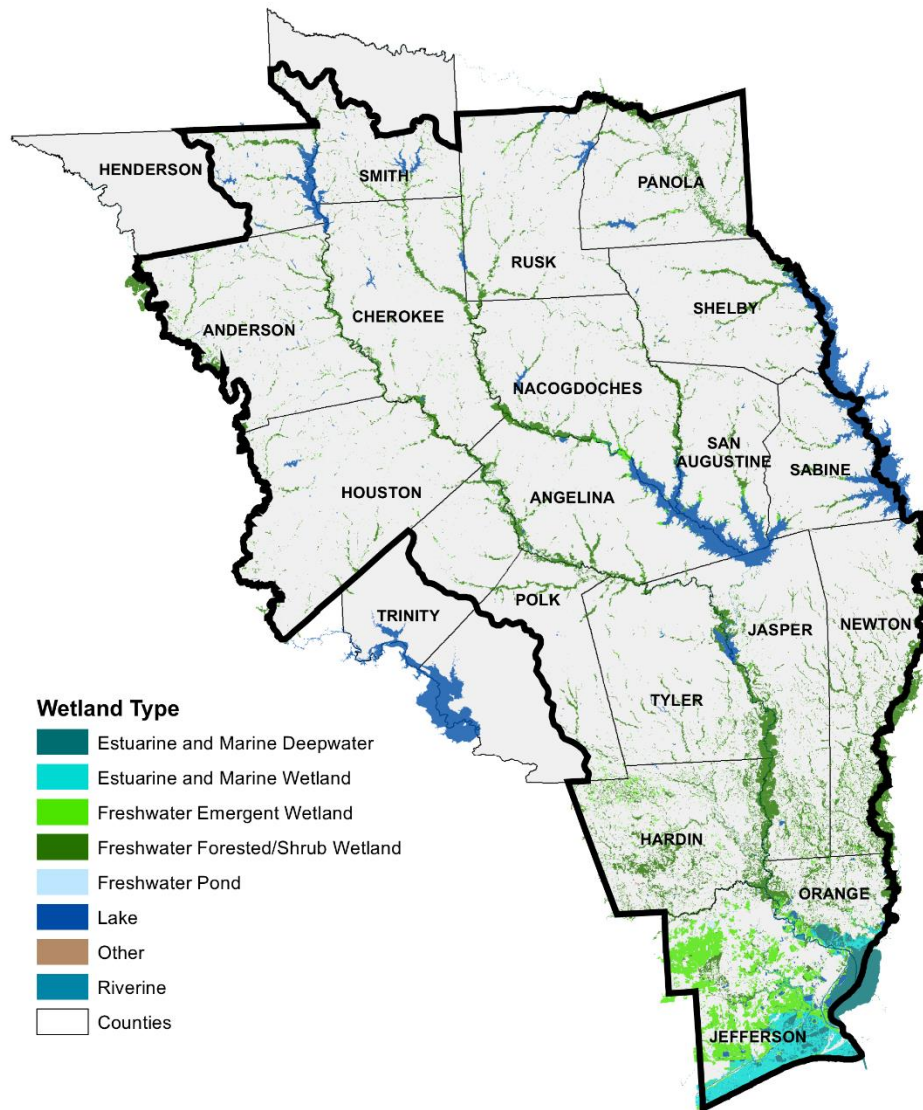 HENDERSON
SMITH
PANOLA
RUSK
SHELBY
ANDERSON
CHEROKEE
NACOGDOCHES
SAN
AUGUSTINE
SABINE
HOUSTON
ANGELINA
TRINITY
POLK
JASPER
NEWTON
TYLER
HARDIN
ORANGE
JEFFERSON
Wetland Type
Estuarine and Marine Deepwater
Estuarine and Marine Wetland
Freshwater Emergent Wetland
Freshwater Forested/Shrub Wetland
Freshwater Pond
Lake
Other
Riverine
Counties